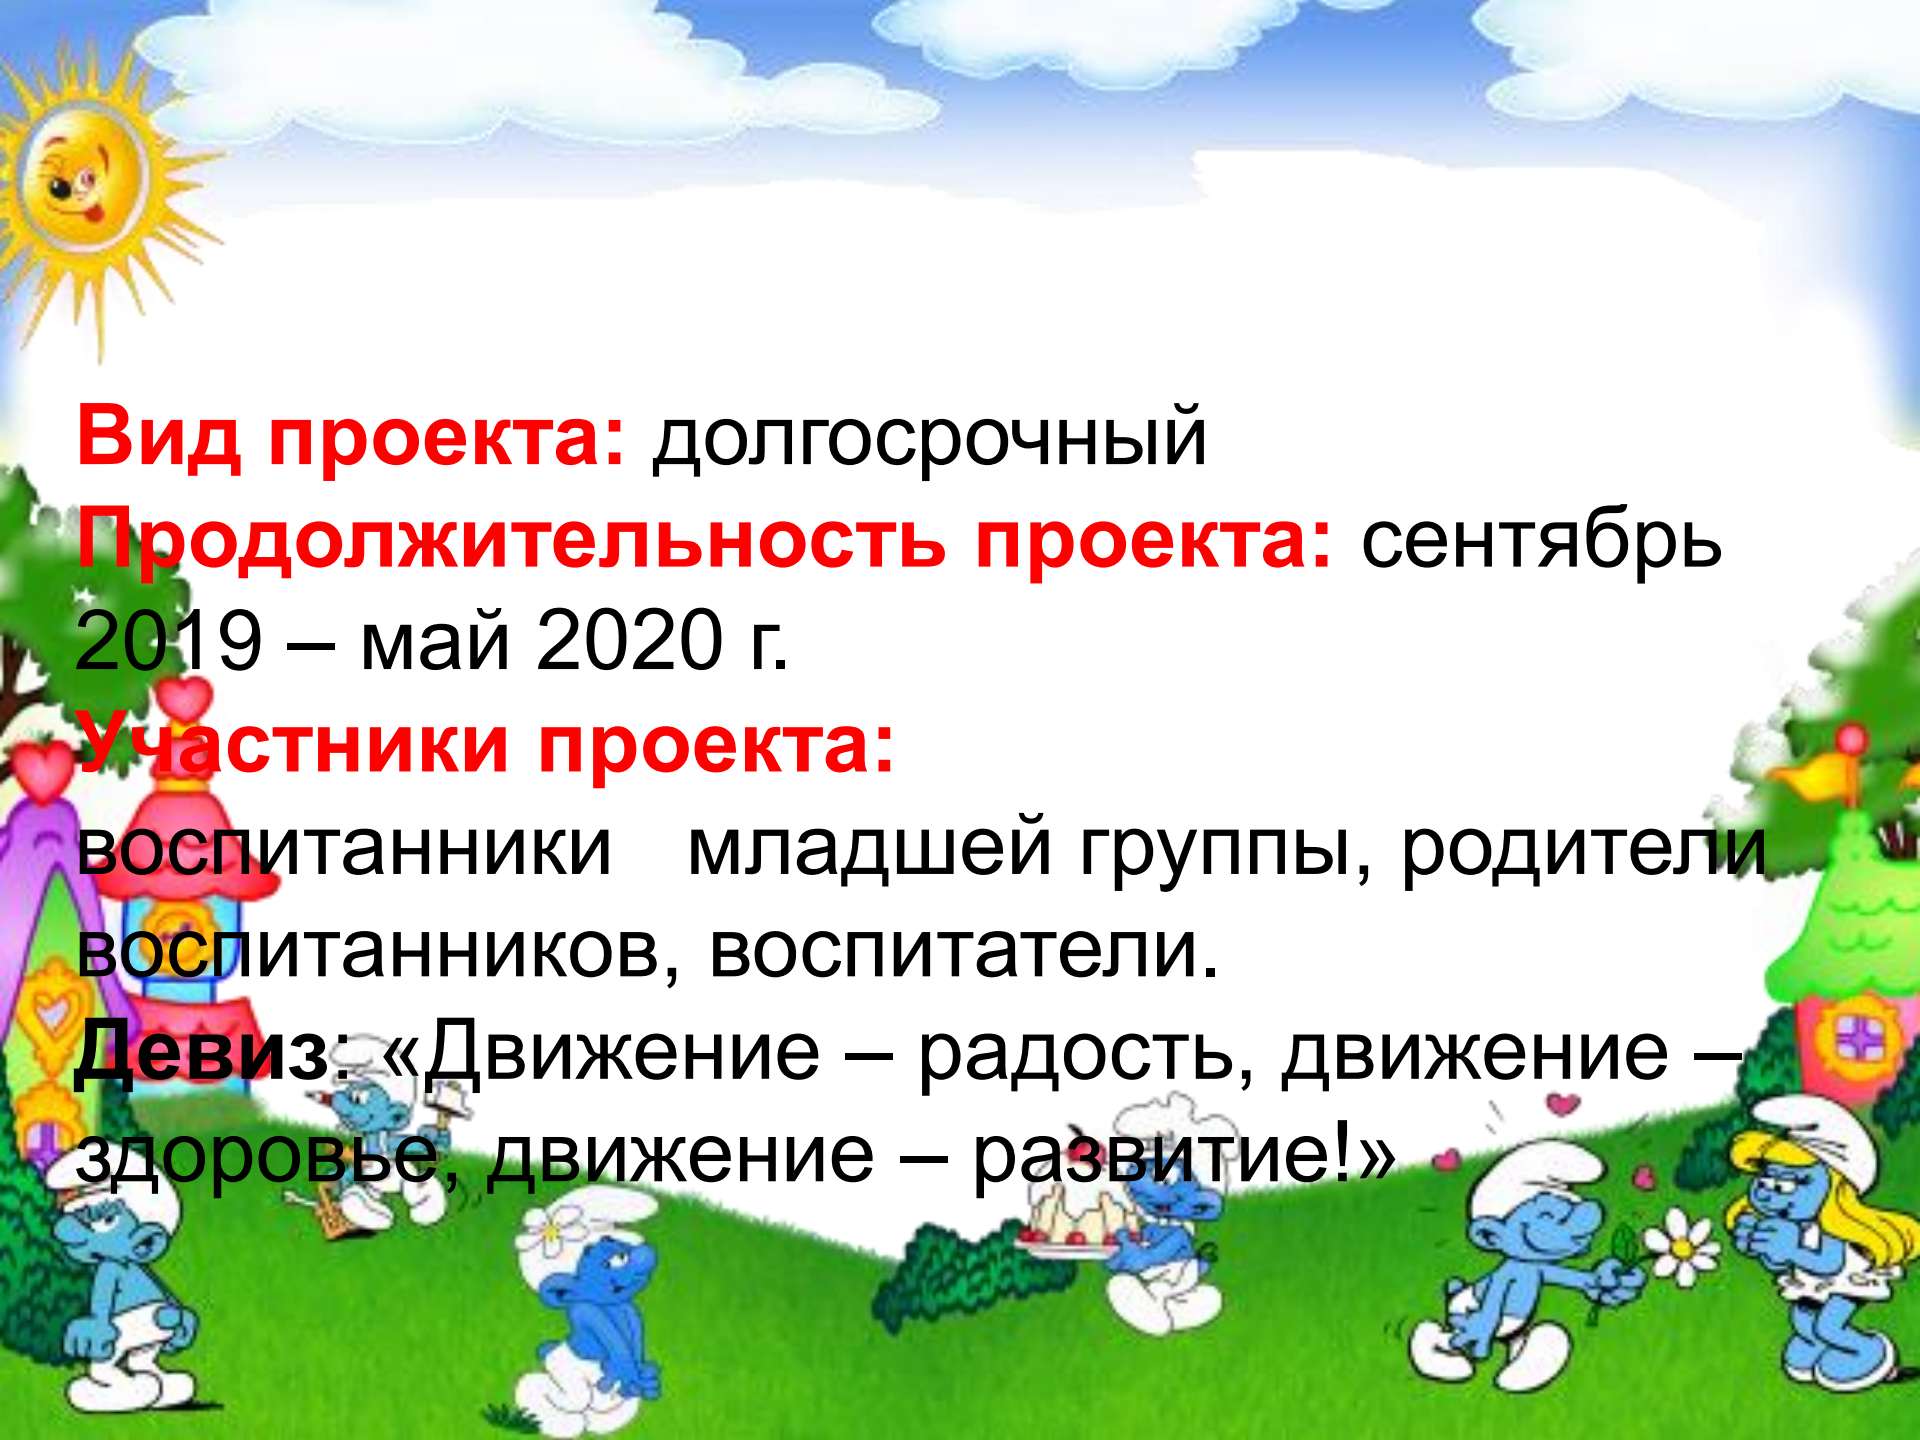 Вид проекта: долгосрочный
Продолжительность проекта: сентябрь
2019 – май 2020 г.
Участники проекта:
воспитанники   младшей группы, родители
воспитанников, воспитатели.
Девиз: «Движение – радость, движение –
здоровье, движение – развитие!»